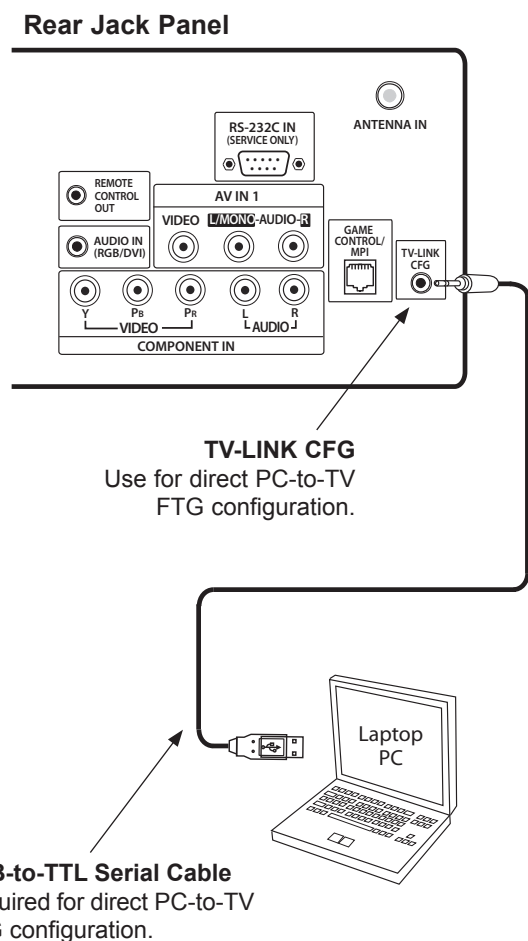 Rear Jack Panel
ANTENNA IN
RS-232C IN
(SERVICE ONLY)
REMOTE
CONTROL
OUT
AV IN 1
VIDEO L/MONO-AUDIO-R
AUDIO IN
(RGB/DVI)
GAME
CONTROL/
MPI
TV-LINK
CFG
Y PB PR L R
VIDEO AUDIO
COMPONENT IN
TV-LINK CFG
Use for direct PC-to-TV
FTG configuration.
Laptop
PC
-to-TTL Serial Cable
for direct PC-to-TV
configuration.